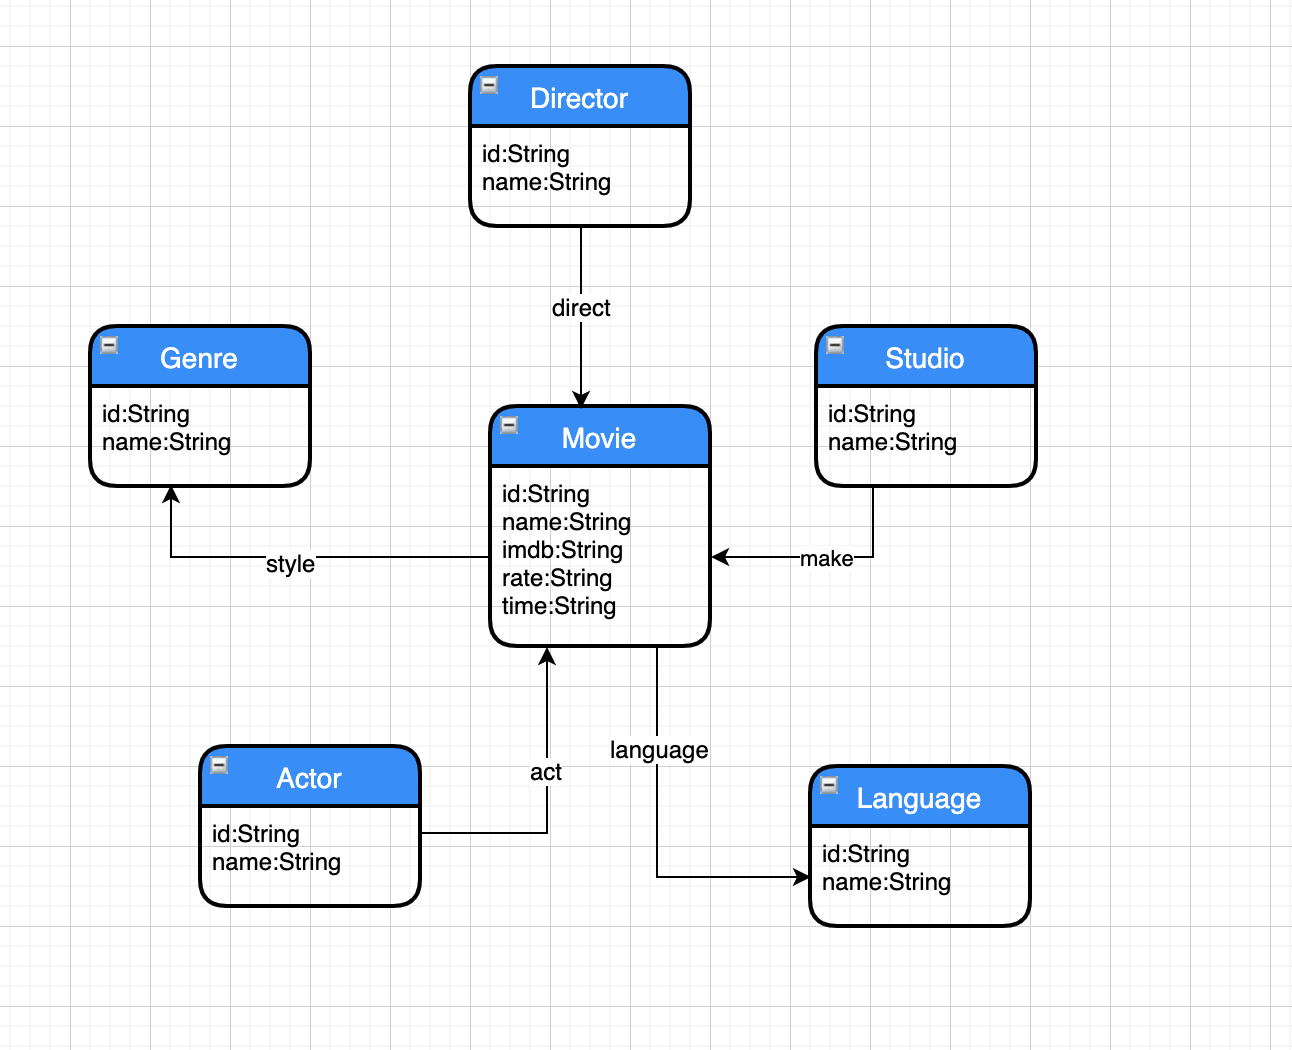 Director
id:String
name:String
direct
Genre
id:String
name:String
Studio
id:String
name:String
Movie
id:String
name:String
imdb:String
rate:String
time:String
style
make
Actor
id:String
name:String
act
language
Language
id:String
name:String